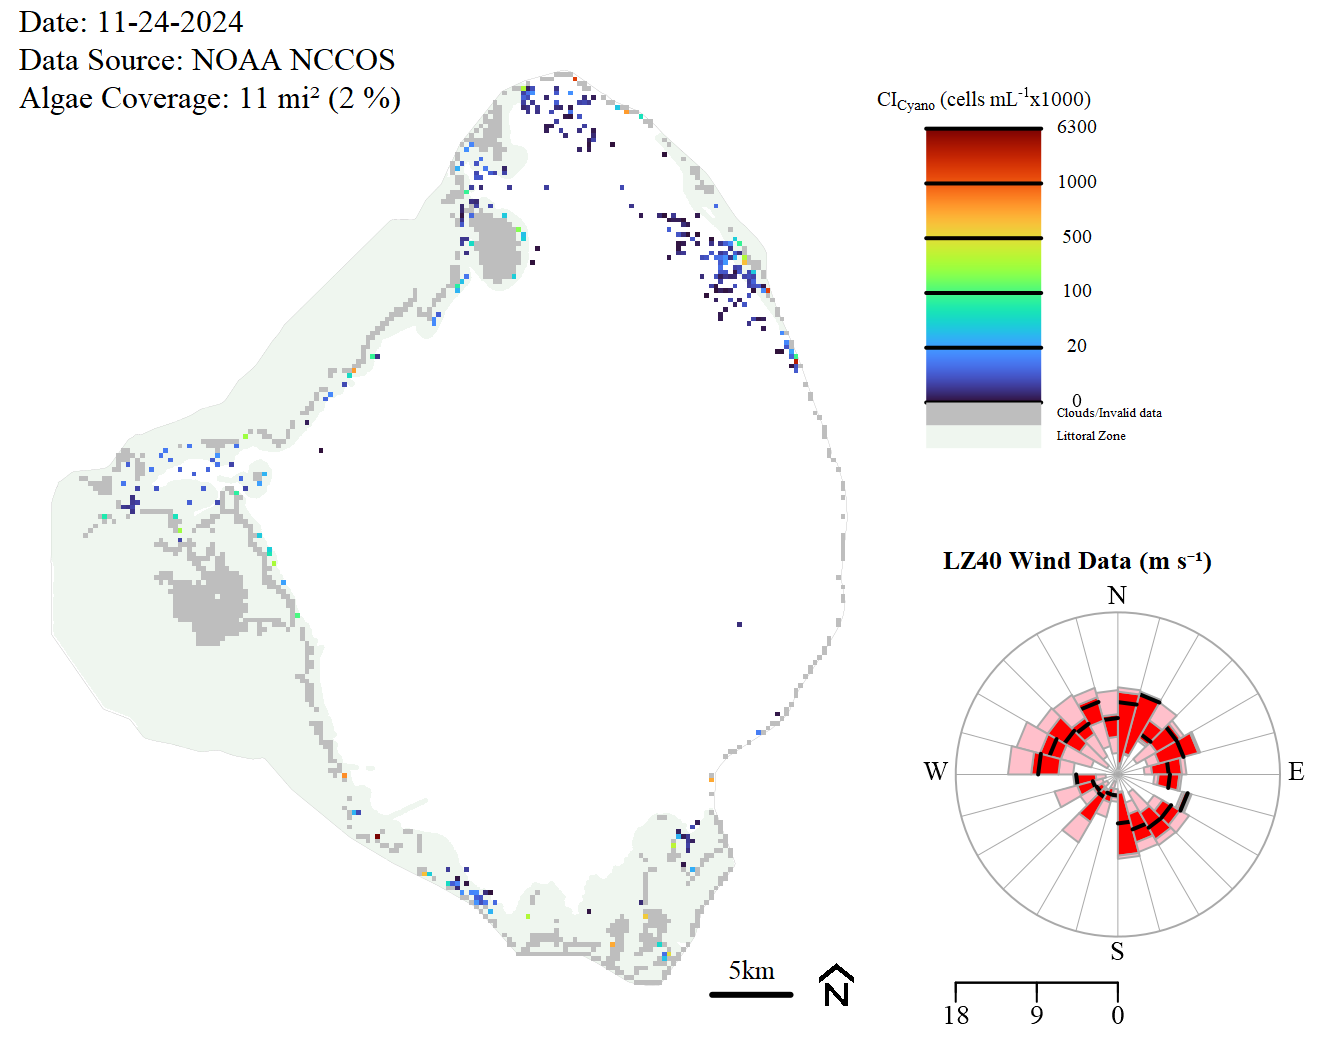 Date: 11-24-2024
Data Source: NOAA NCCOS
Algae Coverage: 11 mi² (2 %)
CI_Cyano (cells mL⁻¹x1000)
6300
1000
500
100
20
0
Clouds/Invalid data
Littoral Zone
LZ40 Wind Data (m s⁻¹)
N
W
E
S
5km
N
18
9
0